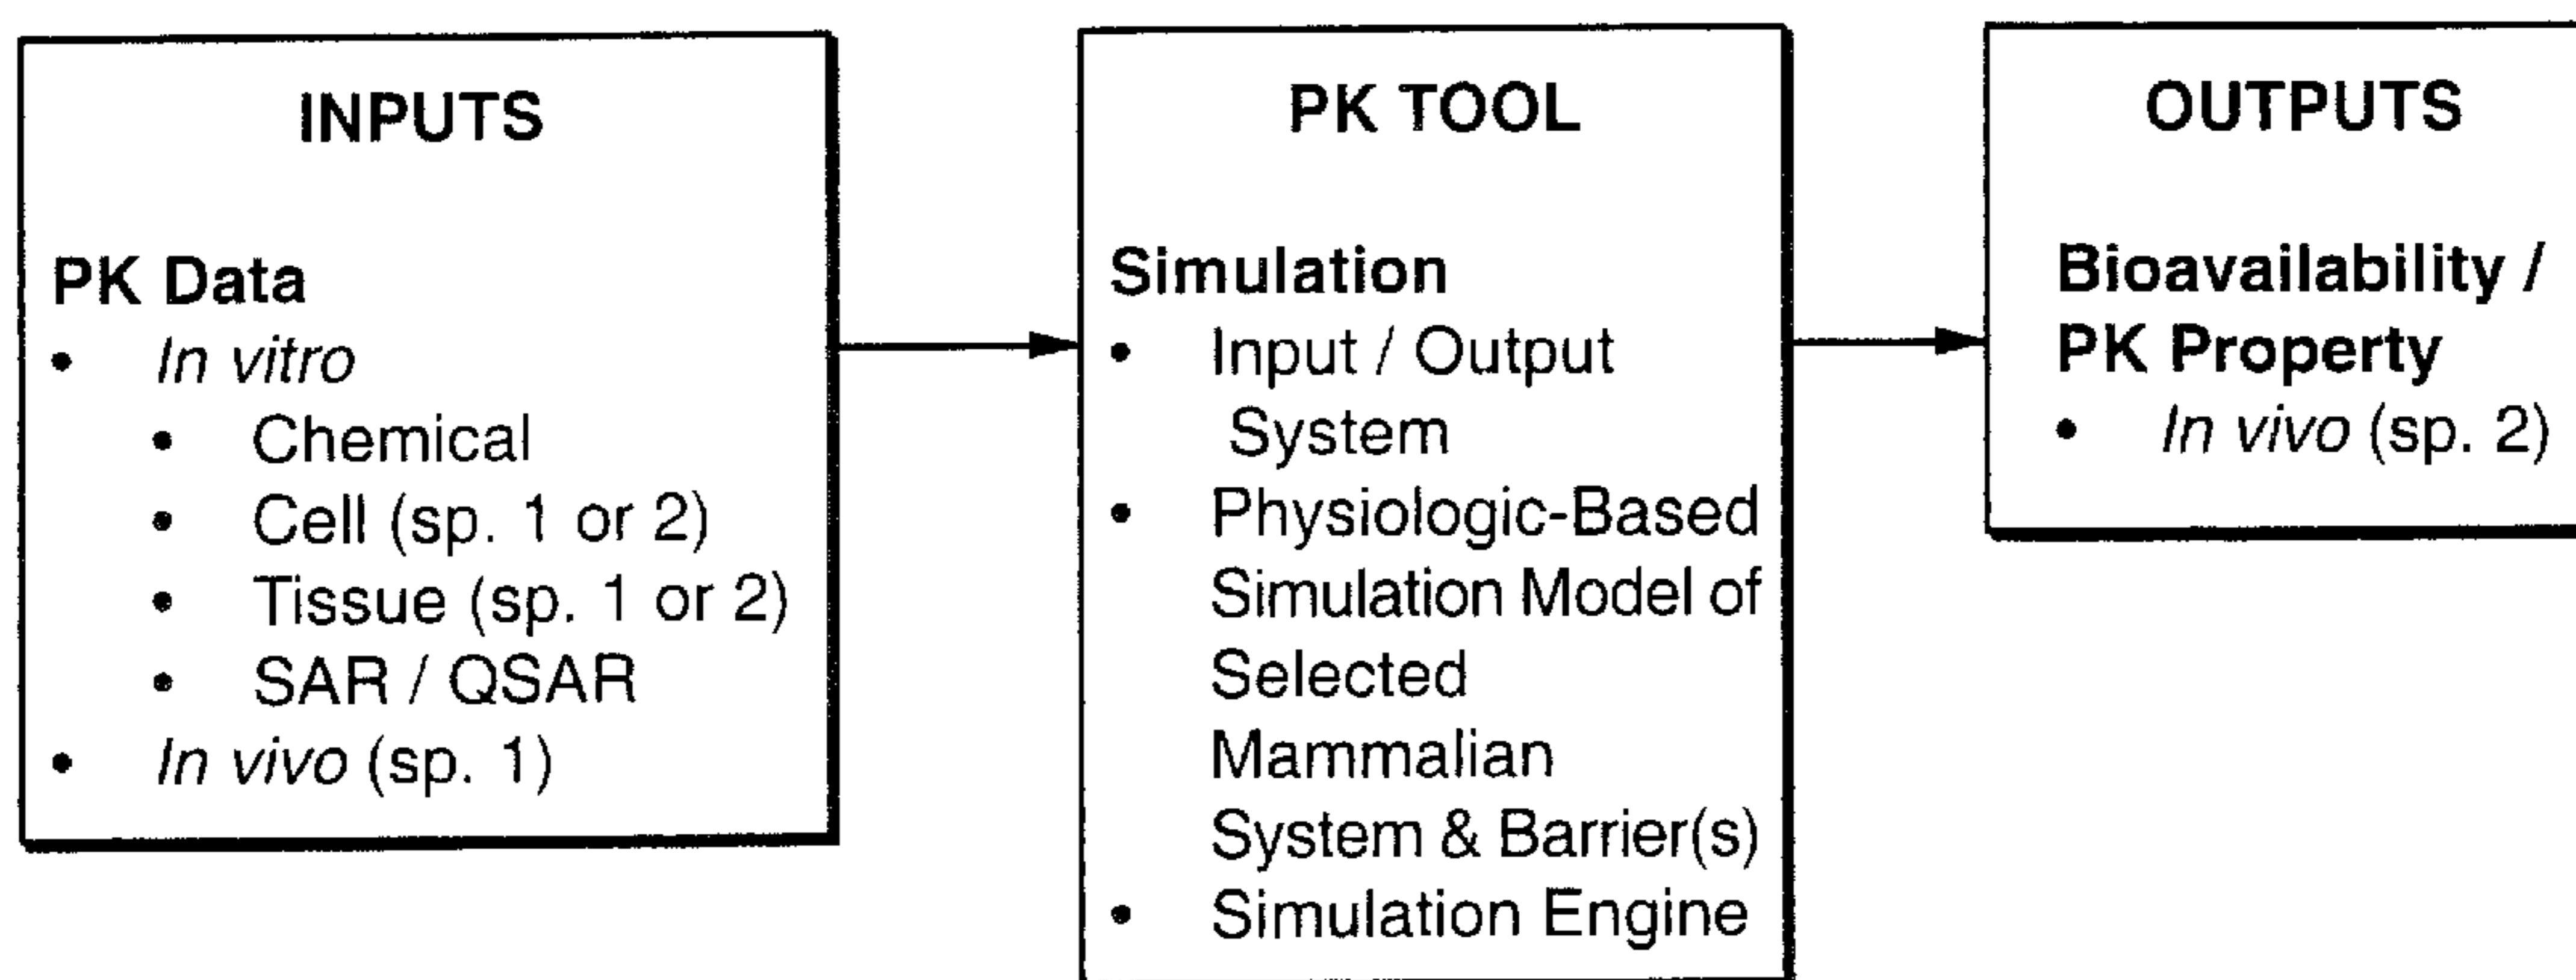 INPUTS
PK Data
• In vitro
• Chemical
• Cell (sp. 1 or 2)
• Tissue (sp. 1 or 2)
• SAR / QSAR
• In vivo (sp. 1)
PK TOOL
Simulation
• Input / Output
System
• Physiologic-Based
Simulation Model of
Selected
Mammalian
System & Barrier(s)
• Simulation Engine
OUTPUTS
Bioavailability /
PK Property
• In vivo (sp. 2)